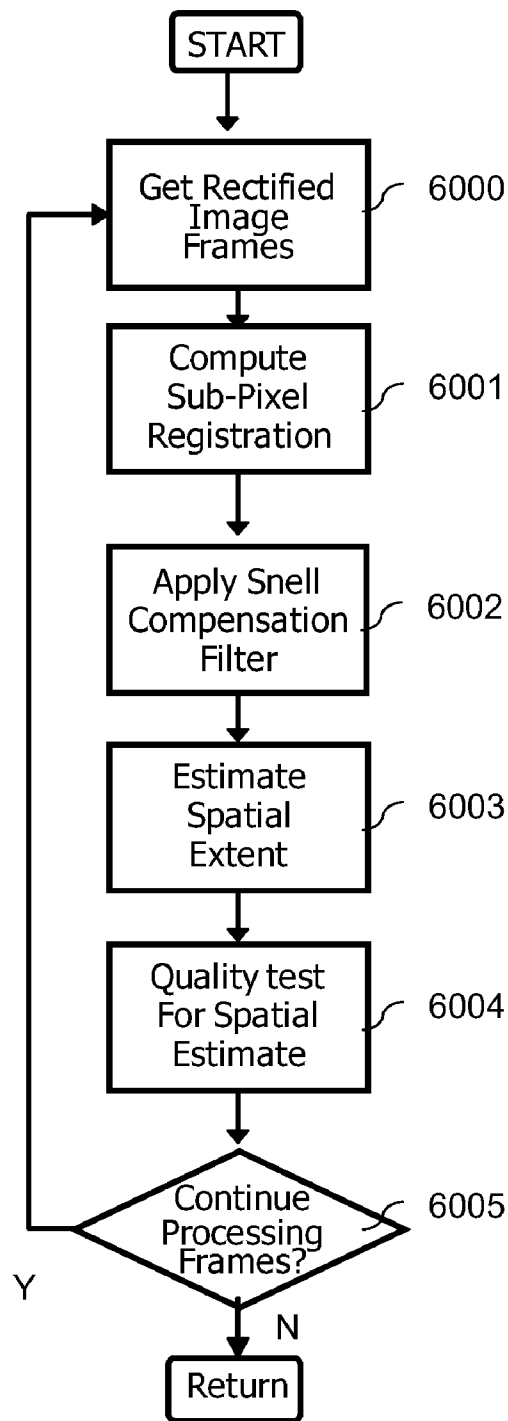 START
Get Rectified
Image
Frames
6000
Compute
Sub-Pixel
Registration
6001
Apply Snell
Compensation
Filter
6002
Estimate
Spatial
Extent
6003
Quality test
For Spatial
Estimate
6004
Continue
Processing
Frames?
6005
Y
N
Return